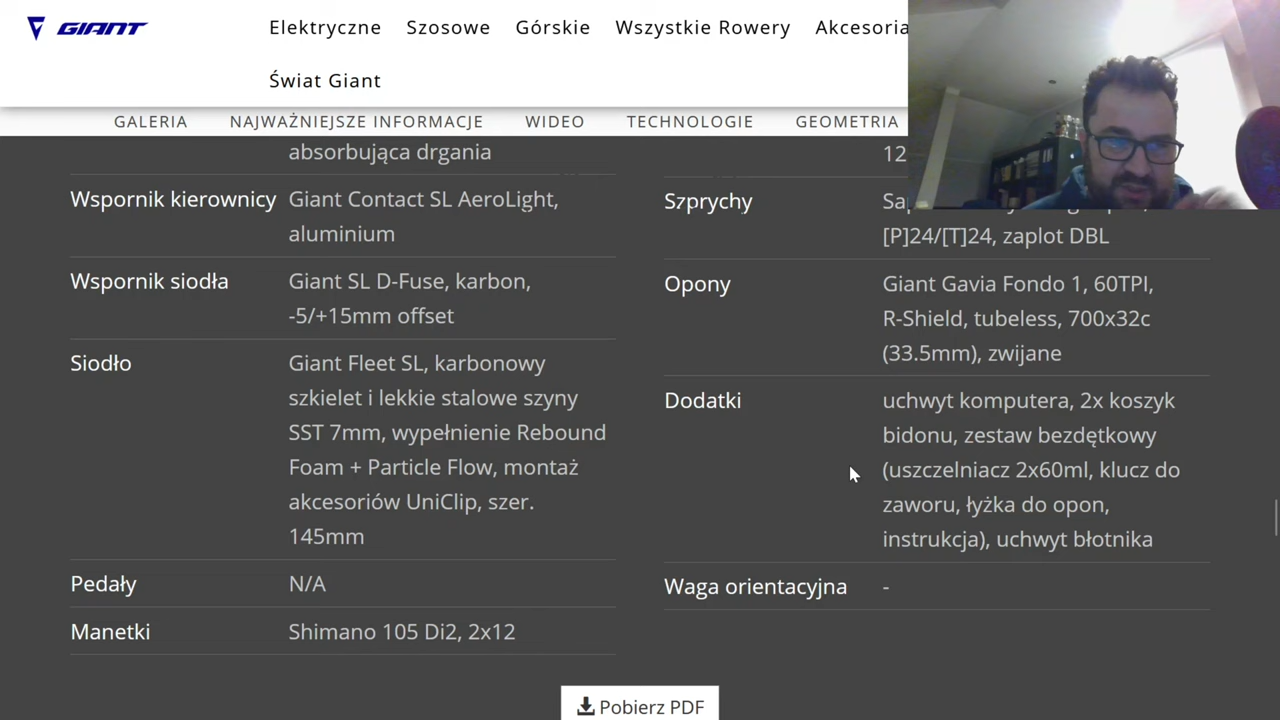 GIANT
Elektryczne Szosowe Górskie Wszystkie Rowery Akcesoria
Świat Giant
GALERIA NAJWAŻNIEJSZE INFORMACJE WIDEO TECHNOLOGIE GEOMETRIA
absorbująca drgania
Wspornik kierownicy Giant Contact SL AeroLight,
aluminium
Wspornik siodła Giant SL D-Fuse, karbon,
-5/+15mm offset
Siodło Giant Fleet SL, karbonowy
szkielet i lekkie stalowe szyny
SST 7mm, wypełnienie Rebound
Foam + Particle Flow, montaż
akcesoriów UniClip, szer.
145mm
Pedały N/A
Manetki Shimano 105 Di2, 2x12
12
Szprychy
[P]24/[T]24, zaplot DBL
Opony Giant Gavia Fondo 1, 60TPI,
R-Shield, tubeless, 700x32c
(33.5mm), zwijane
Dodatki uchwyt komputera, 2x koszyk
bidonu, zestaw bezdętkowy
(uszczelniacz 2x60ml, klucz do
zaworu, łyżka do opon,
instrukcja), uchwyt błotnika
Waga orientacyjna -
Pobierz PDF